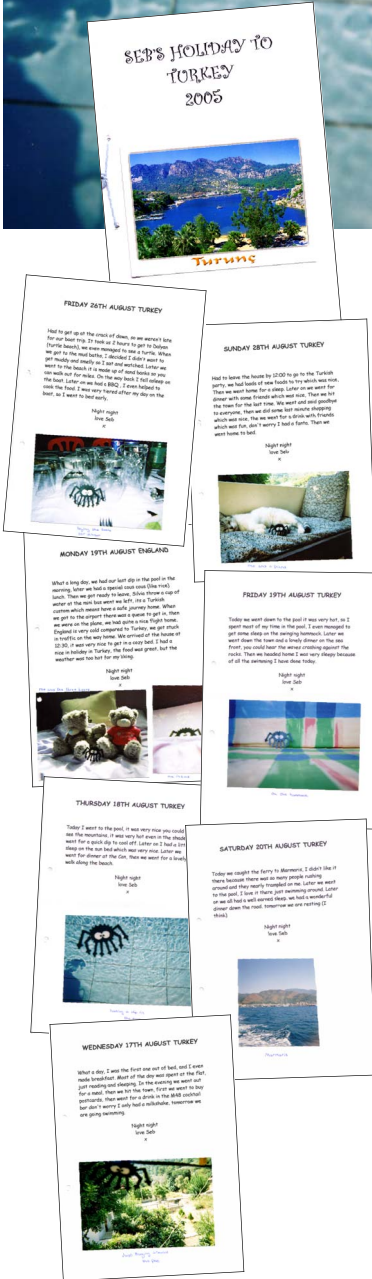 SEB'S HOLIDAY TO
TURKEY
2005
Turunç
FRIDAY 26TH AUGUST TURKEY
Had to get up at the crack of dawn, so we weren't late
for our boat trip. It took us 2 hours to get to Dalyan
(turtle beach), we even managed to see a turtle. When
we got to the mud baths, I decided I didn't want to
get muddy and smelly so I sat and watched. Later we
went to the beach it is made up of sand banks so you
can walk out for miles. On the way back I fell asleep on
the boat. Later on we had a BBQ, I even helped to
cook the food. I was very tiered after my day on the
boat, so I went to bed early.
Night night
love Seb
x
SUNDAY 28TH AUGUST TURKEY
Had to leave the house by 12:00 to go to the Turkish
party, we had loads of new foods to try which was nice,
Then we went home for a sleep. Later on we went for
dinner with some friends which was nice. Then we hit
the town for the last time. We went and said goodbye
to everyone, then we did some last minute shopping
which was nice, The we went for a drink with friends
which was fun, don't worry I had a fanta. Then we
went home to bed.
Night night
love Seb
x
MONDAY 19TH AUGUST ENGLAND
What a long day, we had our last dip in the pool in the
morning, later we had a special cous cous (like rice),
lunch. Then we got ready to leave, Silvia threw a cup of
water at the mini bus went we left, its a Turkish
custom which means have a safe journey home. When
we got to the airport there was a queue to get in, then
we were on the plane, we had quite a nice flight home.
England is very cold compared to Turkey, we got stuck
in traffic on the way home. We arrived at the house at
12:30, it was very nice to get in a cozy bed. I had a
nice in holiday in Turkey, the food was great, but the
weather was too hot for my liking.
Night night
love Seb
x
FRIDAY 19TH AUGUST TURKEY
Today we went down to the pool it was very hot, so I
spent most of my time in the pool. I even managed to
get some sleep on the swinging hammock. Later we
went down the town and a lovely dinner on the sea
front, you could hear the waves crashing against the
rocks. Then we headed home I was very sleepy because
of all the swimming I have done today.
Night night
love Seb
x
THURSDAY 18TH AUGUST TURKEY
Today I went to the pool, it was very nice you could
see the mountains, it was very hot even in the shade
went for a quick dip to cool off. Later on I had a
sleep on the sun bed which was very nice. Later we
went for dinner at the Can, then we went for a lovely
walk along the beach.
Night night
love Seb
x
SATURDAY 20TH AUGUST TURKEY
Today we caught the ferry to Marmaris, I didn't like it
there because there was so many people rushing
around and they nearly trampled on me. Later we went
to the pool, I love it there just swimming around. Later
on we all had a well earned sleep, we had a wonderful
dinner down the road. tomorrow we are resting (I
think).
Night night
love Seb
x
Marmaris
WEDNESDAY 17TH AUGUST TURKEY
What a day, I was the first one out of bed, and I even
made breakfast. Most of the day was spent at the flat,
just reading and sleeping. In the evening we went out
for a meal, then we hit the town, first we went to buy
postcards, then went for a drink in the M48 cocktail
bar don't worry I only had a milkshake, tomorrow we
are going swimming.
Night night
love Seb
x